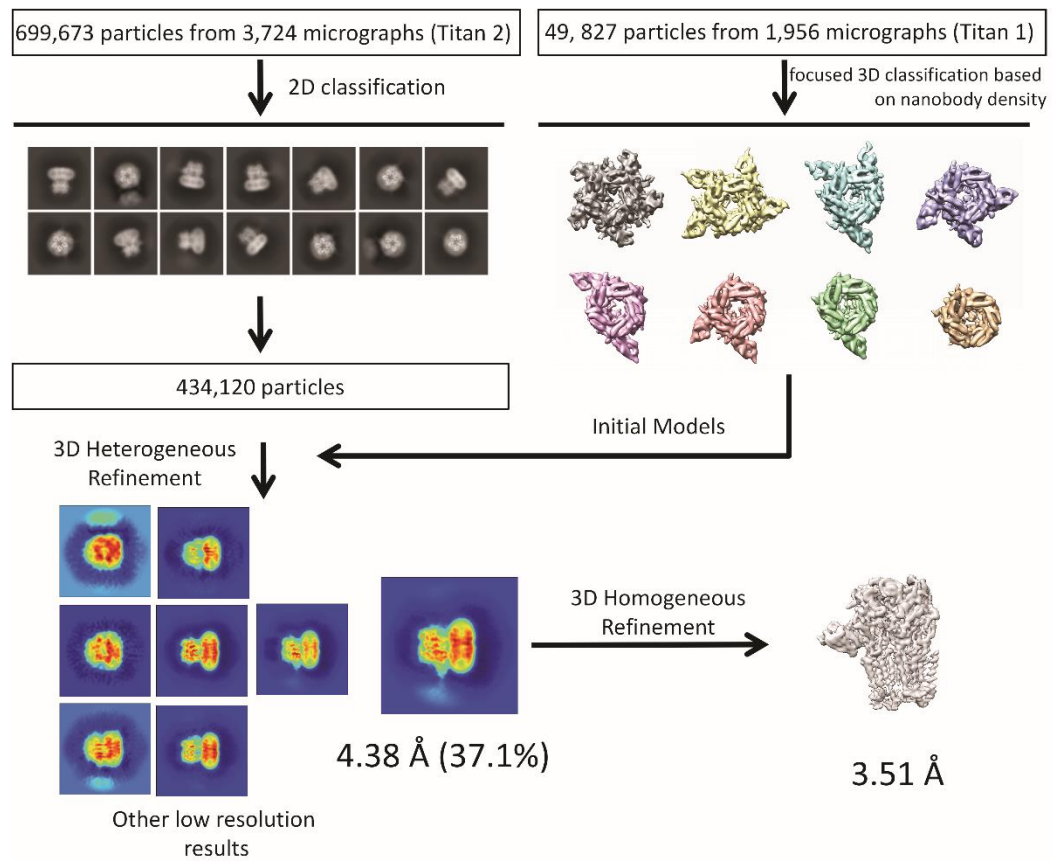 699,673 particles from 3,724 micrographs (Titan 2)
49, 827 particles from 1,956 micrographs (Titan 1)
2D classification
focused 3D classification based
on nanobody density
434,120 particles
Initial Models
3D Heterogeneous
Refinement
3D Homogeneous
Refinement
4.38 Å (37.1%)
3.51 Å
Other low resolution
results